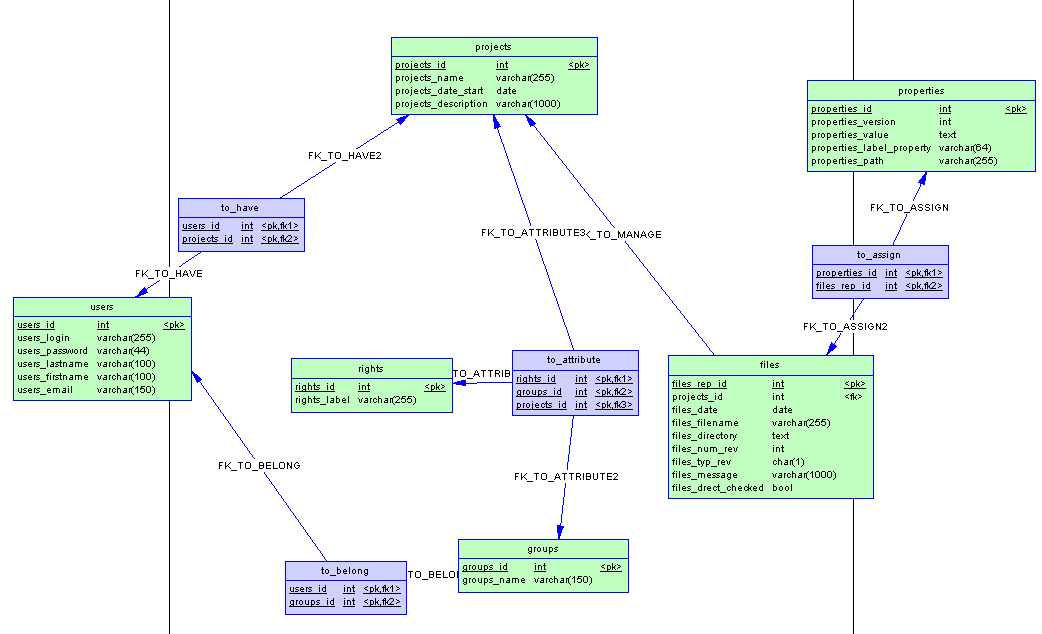 projects
projects_id int <pk>
projects_name varchar(255)
projects_date_start date
projects_description varchar(1000)
properties
properties_id int <pk>
properties_version int
properties_value text
properties_label_property varchar(64)
properties_path varchar(255)
FK_TO_HAVE2
FK_TO_ASSIGN
to_have
users_id int <pk,fk1>
projects_id int <pk,fk2>
FK_TO_ATTRIBUTE3
K_TO_MANAGE
to_assign
properties_id int <pk,fk1>
files_rep_id int <pk,fk2>
FK_TO_HAVE
FK_TO_ASSIGN2
users
users_id int <pk>
users_login varchar(255)
users_password varchar(44)
users_lastname varchar(100)
users_firstname varchar(100)
users_email varchar(150)
rights
rights_id int <pk>
rights_label varchar(255)
TO_ATTRIB
to_attribute
rights_id int <pk,fk1>
groups_id int <pk,fk2>
projects_id int <pk,fk3>
files
files_rep_id int <pk>
projects_id int <fk>
files_date date
files_filename varchar(255)
files_directory text
files_num_rev int
files_typ_rev char(1)
files_message varchar(1000)
files_drect_checked bool
FK_TO_BELONG
FK_TO_ATTRIBUTE2
to_belong
users_id int <pk,fk1>
groups_id int <pk,fk2>
TO_BELO
groups
groups_id int <pk>
groups_name varchar(150)